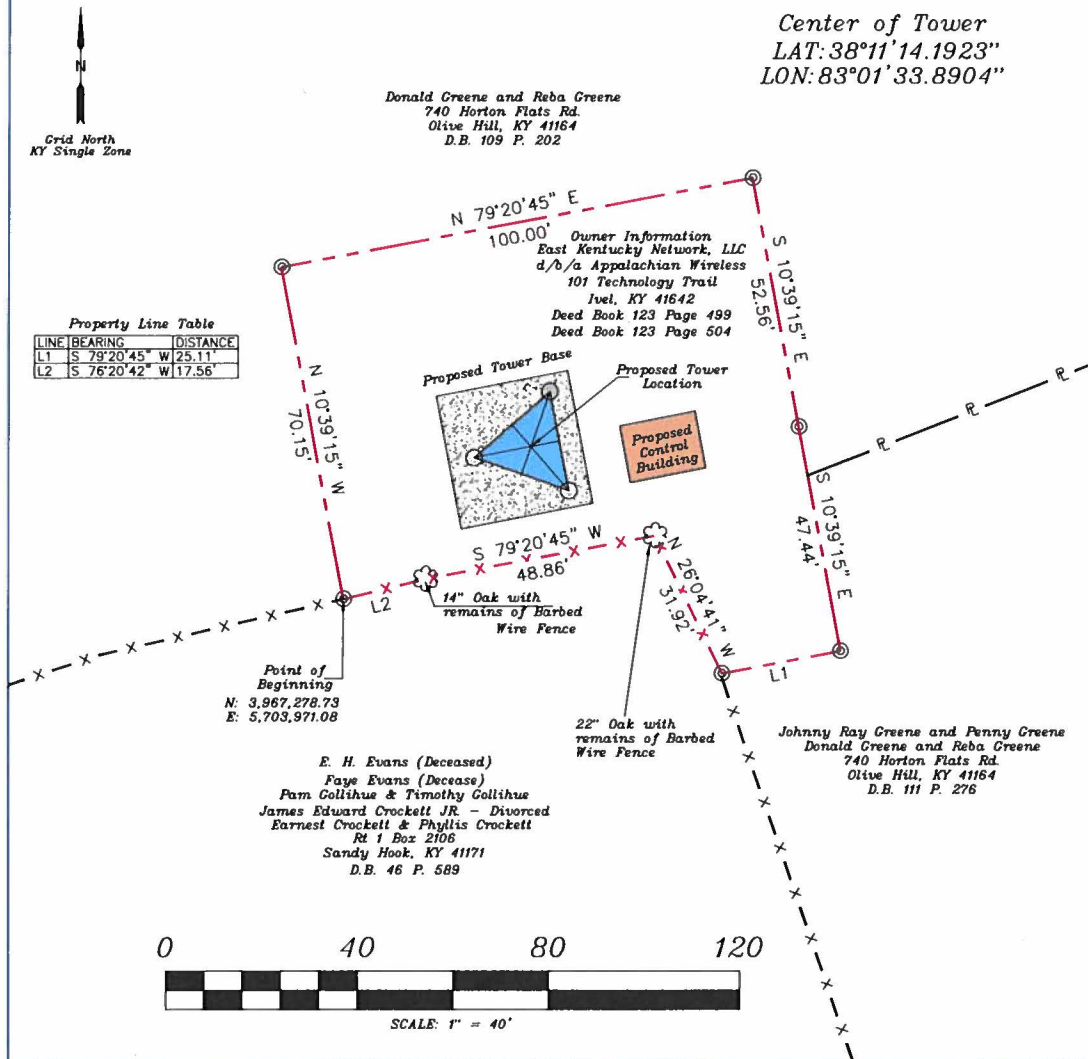 Center of Tower
LAT: 38°11'14.1923"
LON: 83°01'33.8904"
N
Grid North
KY Single Zone
Donald Greene and Reba Greene
740 Horton Flats Rd.
Olive Hill, KY 41164
D.B. 109 P. 202
N 79°20'45" E
100.00'
S 10°39'15" E
52.56'
Owner Information
East Kentucky Network, LLC
d/b/a Appalachian Wireless
101 Technology Trail
Ivel, KY 41642
Deed Book 123 Page 499
Deed Book 123 Page 504
Property Line Table
LINE BEARING DISTANCE
L1 S 79°20'45" W 25.11'
L2 S 76°20'42" W 17.56'
N 10°39'15" W
70.15'
Proposed Tower Base
Proposed Tower
Location
Proposed
Control
Building
PL
PL
PL
S 10°39'15" E
47.44'
S 79°20'45" W
48.86'
N 26°04'41" W
31.92'
L2
14" Oak with
remains of Barbed
Wire Fence
L1
Point of
Beginning
N: 3,967,278.73
E: 5,703,971.08
22" Oak with
remains of Barbed
Wire Fence
Johnny Ray Greene and Penny Greene
Donald Greene and Reba Greene
740 Horton Flats Rd.
Olive Hill, KY 41164
D.B. 111 P. 276
E. H. Evans (Deceased)
Faye Evans (Decease)
Pam Gollihue & Timothy Gollihue
James Edward Crockett JR. - Divorced
Earnest Crockett & Phyllis Crockett
Rt 1 Box 2106
Sandy Hook, KY 41171
D.B. 46 P. 589
0 40 80 120
SCALE: 1" = 40'